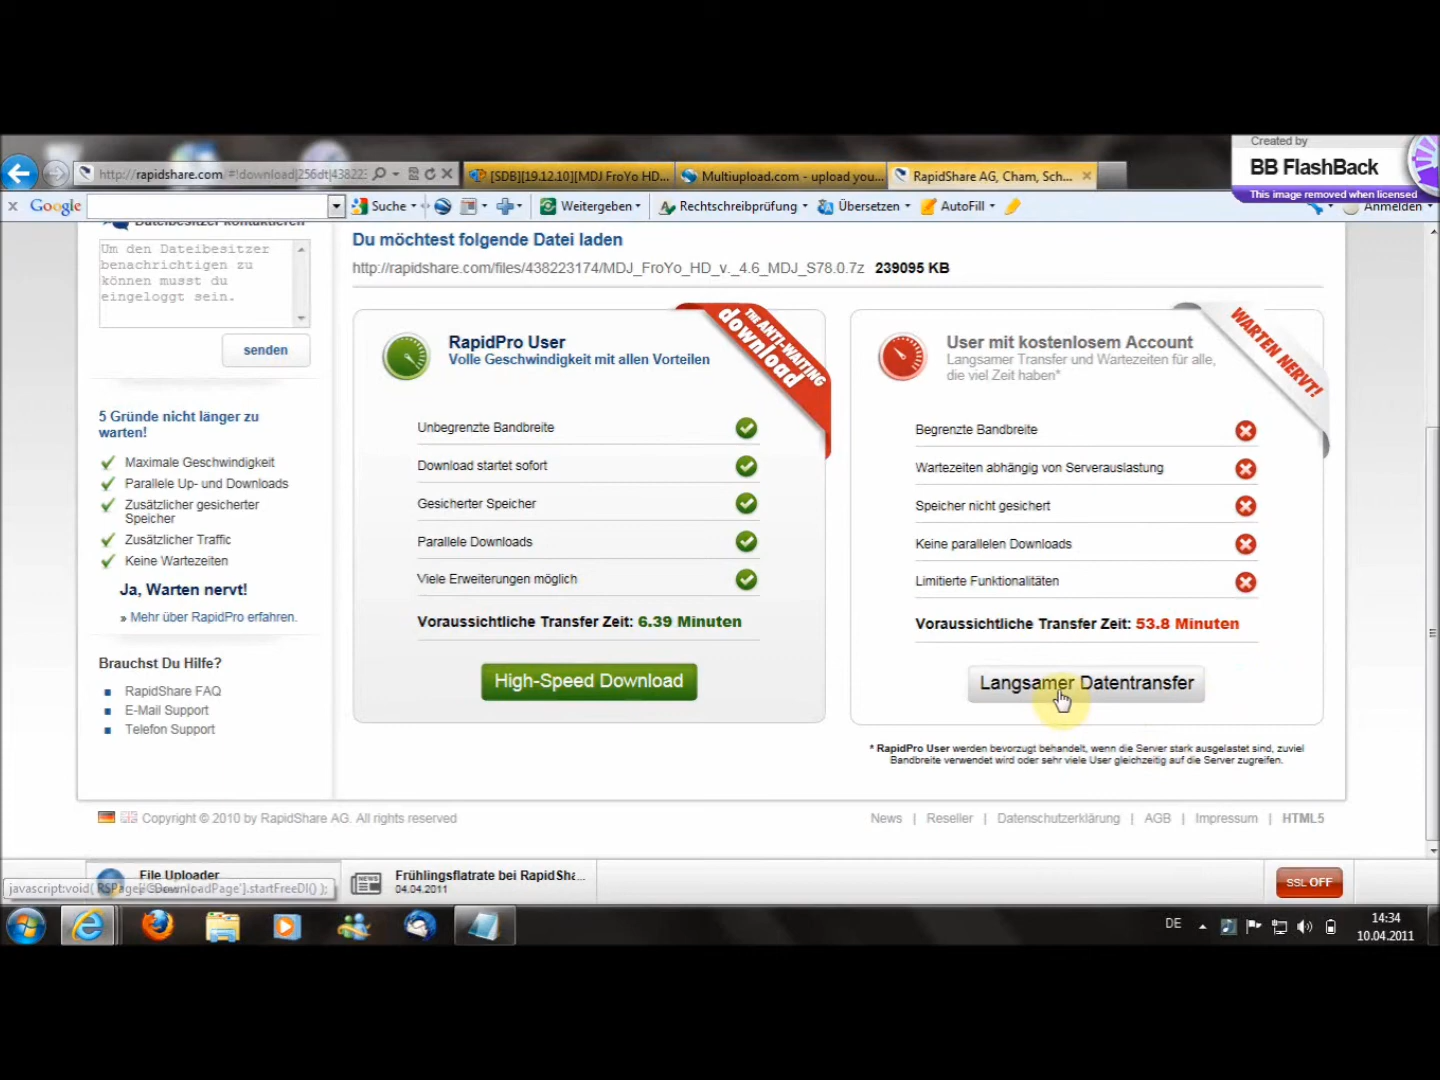 Created by
BB FlashBack
This image removed when licensed
http://rapidshare.com/#!download|256dt|43822
[SDB][19.12.10][MDJ FroYo HD...
Multiupload.com - upload you...
RapidShare AG, Cham, Sch...
x Google
Suche
Weitergeben
Rechtschreibprüfung
Übersetzen
AutoFill
Anmelden
Dateibesitzer kontaktieren
Um den Dateibesitzer
benachrichtigen zu
können musst du
eingeloggt sein.
senden
5 Gründe nicht länger zu
warten!
Maximale Geschwindigkeit
Parallele Up- und Downloads
Zusätzlicher gesicherter
Speicher
Zusätzlicher Traffic
Keine Wartezeiten
Ja, Warten nervt!
» Mehr über RapidPro erfahren.
Brauchst Du Hilfe?
RapidShare FAQ
E-Mail Support
Telefon Support
Du möchtest folgende Datei laden
http://rapidshare.com/files/438223174/MDJ_FroYo_HD_v._4.6_MDJ_S78.0.7z 239095 KB
RapidPro User
Volle Geschwindigkeit mit allen Vorteilen
THE ANTI-WAITING
download
Unbegrenzte Bandbreite
Download startet sofort
Gesicherter Speicher
Parallele Downloads
Viele Erweiterungen möglich
Voraussichtliche Transfer Zeit: 6.39 Minuten
High-Speed Download
User mit kostenlosem Account
Langsamer Transfer und Wartezeiten für alle,
die viel Zeit haben*
WARTEN NERVT!
Begrenzte Bandbreite
Wartezeiten abhängig von Serverauslastung
Speicher nicht gesichert
Keine parallelen Downloads
Limitierte Funktionalitäten
Voraussichtliche Transfer Zeit: 53.8 Minuten
Langsamer Datentransfer
* RapidPro User werden bevorzugt behandelt, wenn die Server stark ausgelastet sind, zuviel
Bandbreite verwendet wird oder sehr viele User gleichzeitig auf die Server zugreifen.
Copyright © 2010 by RapidShare AG. All rights reserved
News | Reseller | Datenschutzerklärung | AGB | Impressum | HTML5
File Uploader
javascript:void( RSPage['CDownloadPage'].startFreeDl() );
NEWS
Frühlingsflatrate bei RapidSha...
04.04.2011
SSL OFF
DE
14:34
10.04.2011